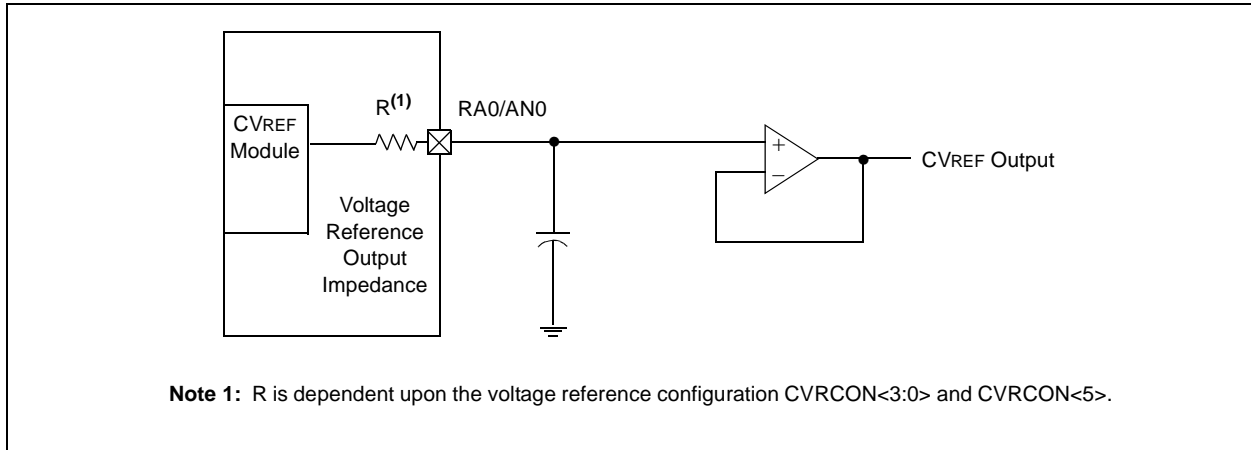 R(1)
RA0/AN0
CVREF
Module
+
–
CVREF Output
Voltage
Reference
Output
Impedance
Note 1: R is dependent upon the voltage reference configuration CVRCON<3:0> and CVRCON<5>.